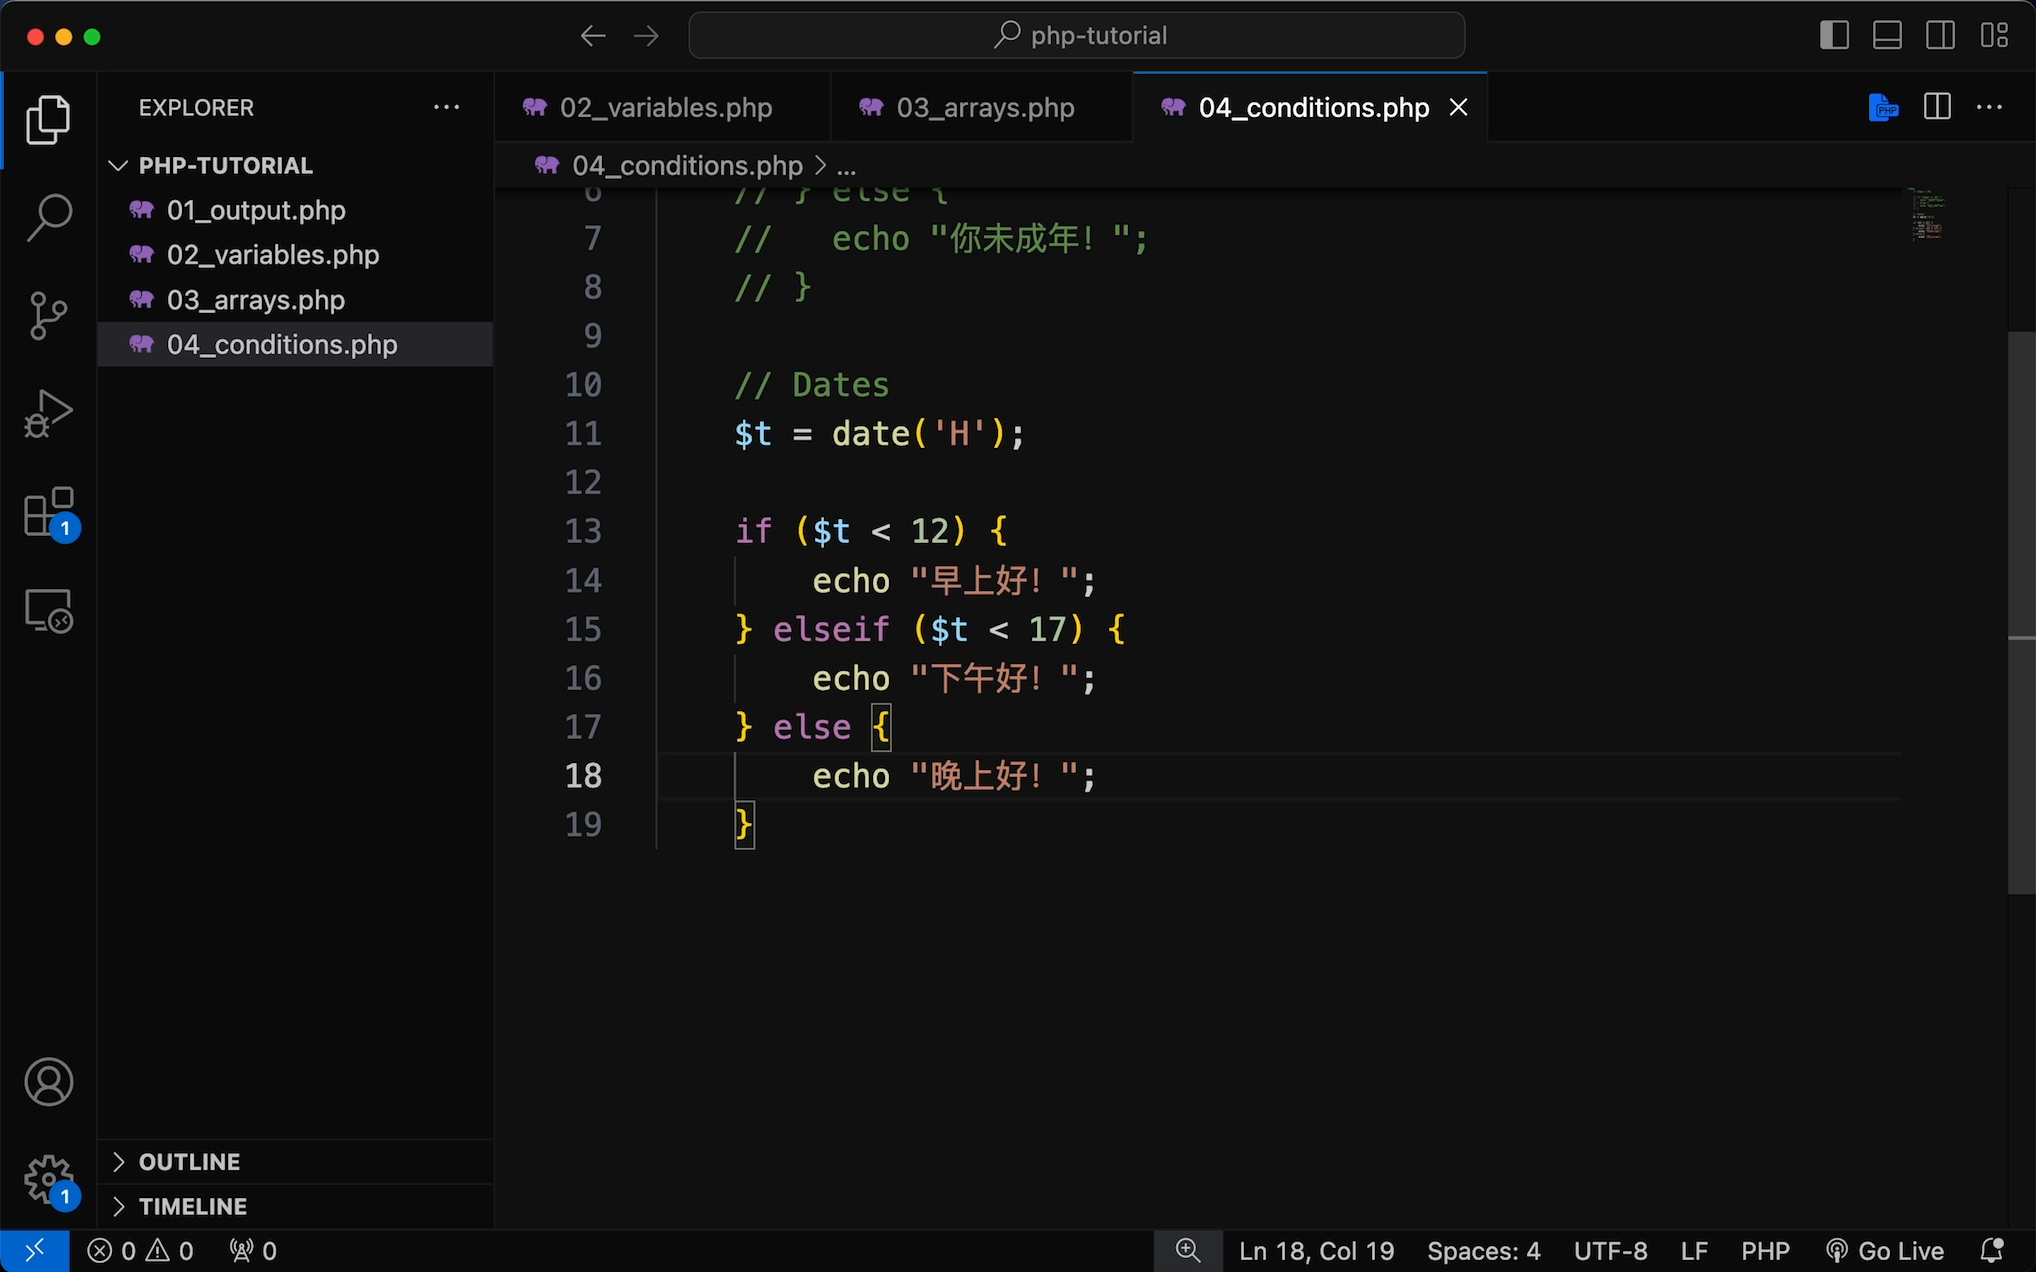 php-tutorial
EXPLORER
PHP-TUTORIAL
01_output.php
02_variables.php
03_arrays.php
04_conditions.php
OUTLINE
TIMELINE
02_variables.php
03_arrays.php
04_conditions.php
PHP
04_conditions.php > ...
6 // } else {
7 //   echo "你未成年！";
8 // }
9
10 // Dates
11 $t = date('H');
12
13 if ($t < 12) {
14     echo "早上好！";
15 } elseif ($t < 17) {
16     echo "下午好！";
17 } else {
18     echo "晚上好！";
19 }
1
1
0 0 0
Ln 18, Col 19 Spaces: 4 UTF-8 LF PHP Go Live